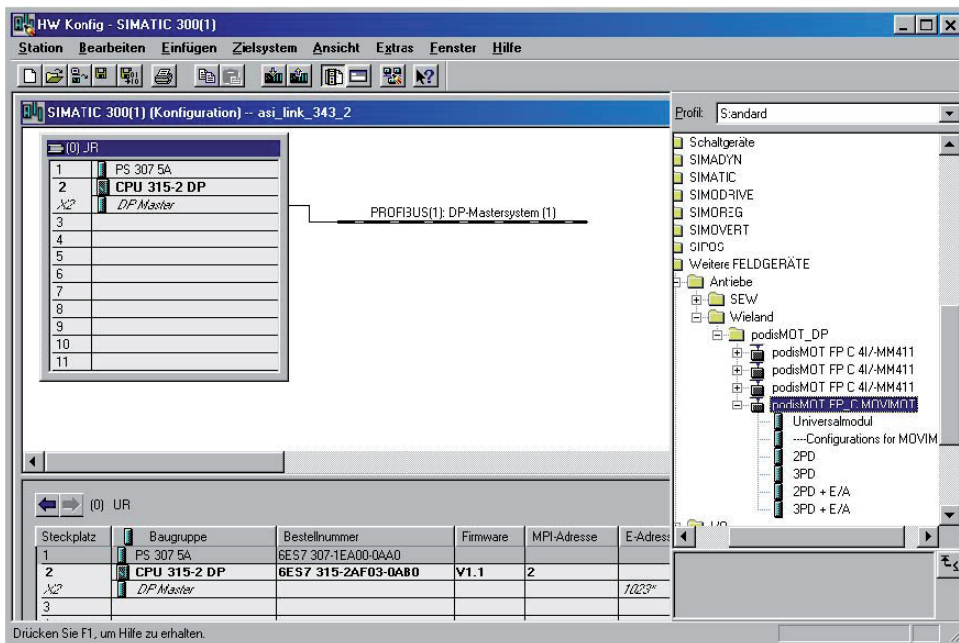 HW Konfig - SIMATIC 300(1)
Station Bearbeiten Einfügen Zielsystem Ansicht Extras Fenster Hilfe
SIMATIC 300(1) (Konfiguration) -- asi_link_343_2
(0) UR
1 PS 307 5A
2 CPU 315-2 DP
X2 DP Master
3
4
5
6
7
8
9
10
11
PROFIBUS(1): DP-Mastersystem (1)
Profil: Standard
Schaltgeräte
SIMADYN
SIMATIC
SIMODRIVE
SIMOREG
SIMOVERT
SIPOS
Weitere FELDGERÄTE
Antriebe
SEW
Wieland
podisMOT_DP
podisMOT FP C 4I/-MM411
podisMOT FP C 4I/-MM411
podisMOT FP C 4I/-MM411
podisMOT FP_C MOVIMOT
Universalmodul
----Configurations for MOVIM
2PD
3PD
2PD + E/A
3PD + E/A
(0) UR
Steckplatz Baugruppe Bestellnummer Firmware MPI-Adresse E-Adress
1 PS 307 5A 6ES7 307-1EA00-0AA0
2 CPU 315-2 DP 6ES7 315-2AF03-0AB0 V1.1 2
X2 DP Master 1023*
3
Drücken Sie F1, um Hilfe zu erhalten.